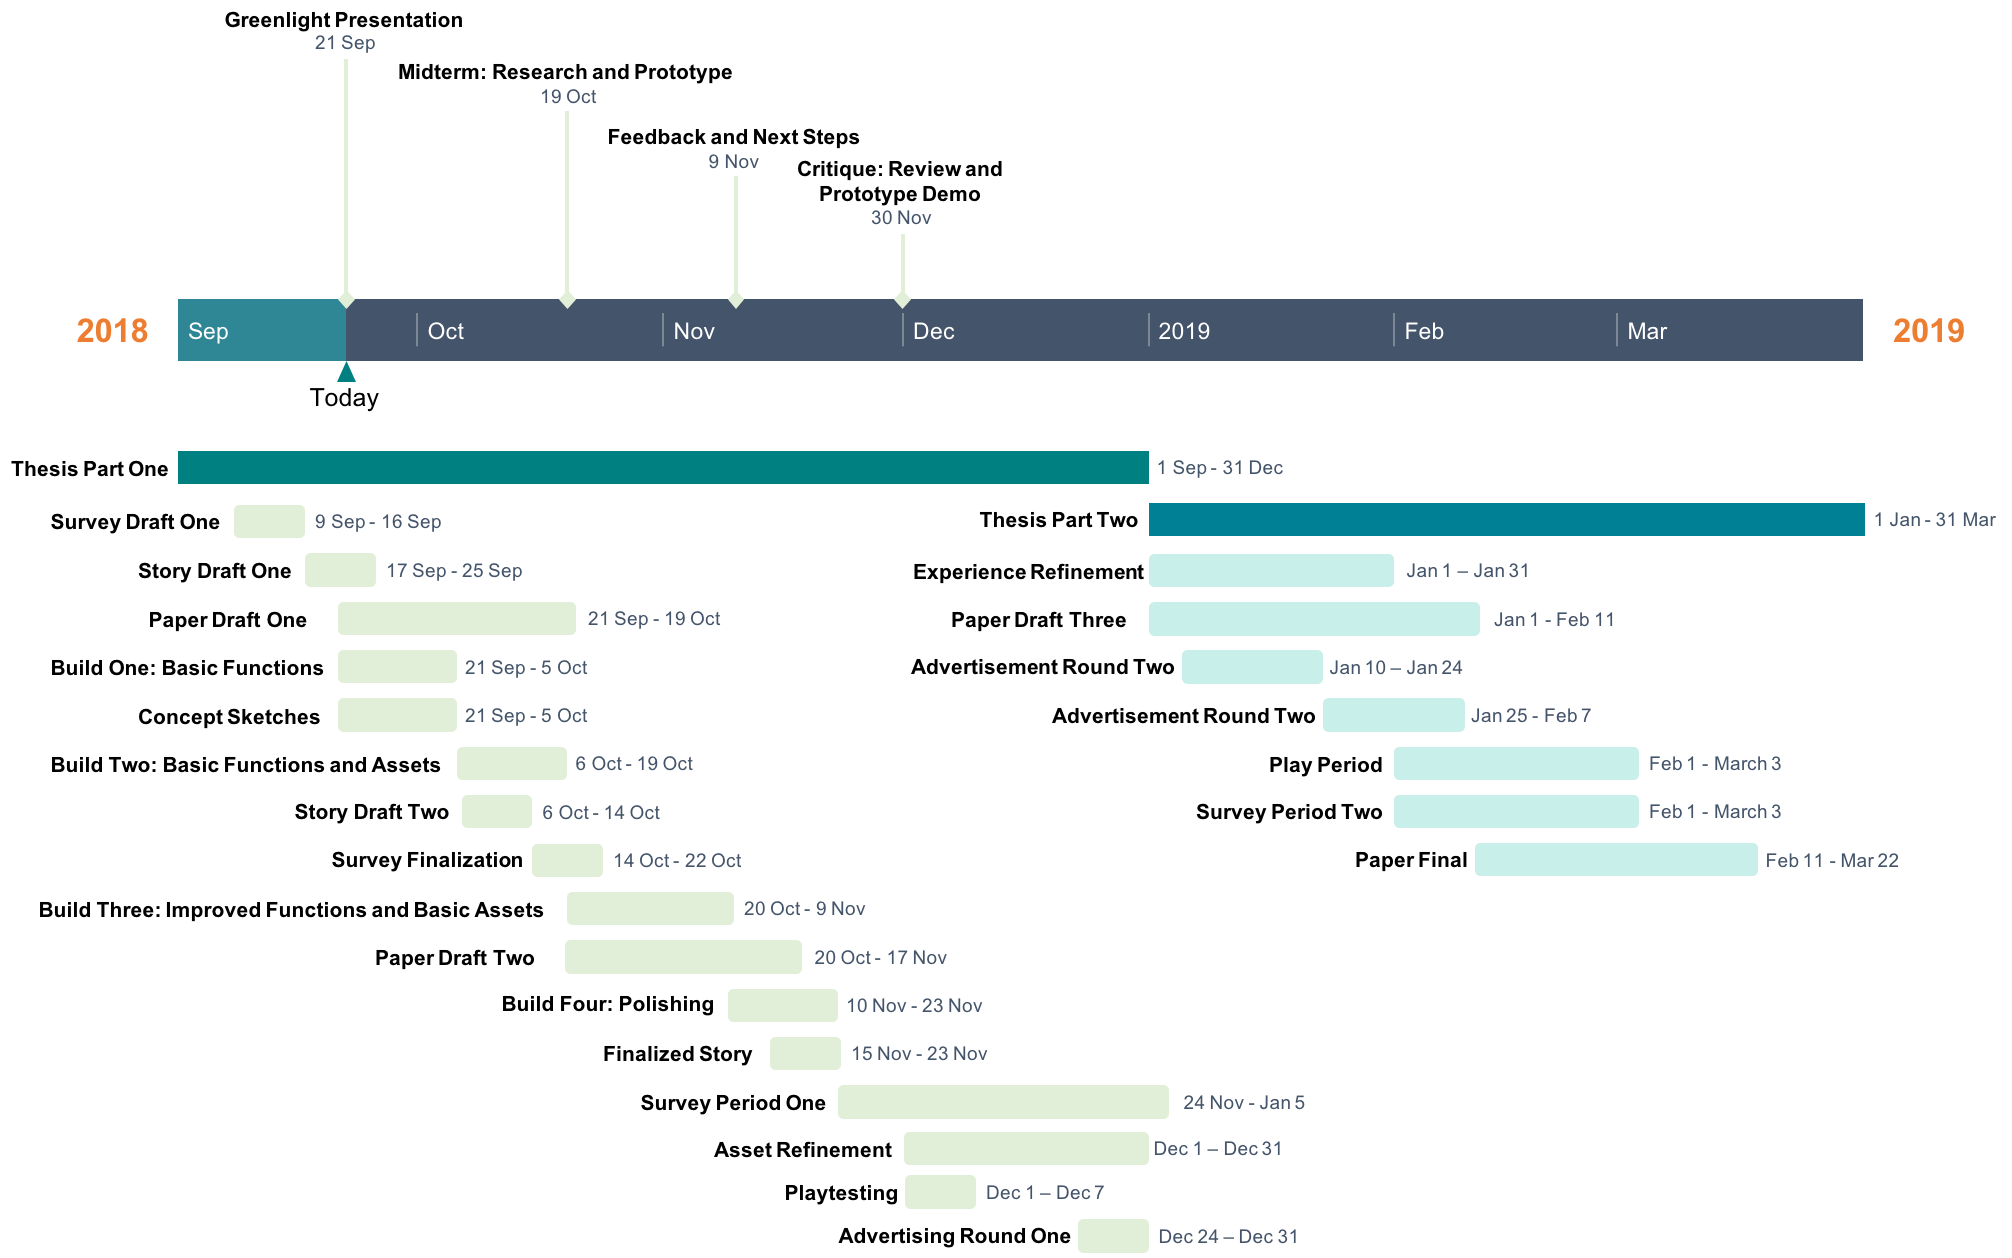 Greenlight Presentation
21 Sep
Midterm: Research and Prototype
19 Oct
Feedback and Next Steps
9 Nov
Critique: Review and
Prototype Demo
30 Nov
2018
Sep
Oct
Nov
Dec
2019
Feb
Mar
2019
Today
Thesis Part One
1 Sep - 31 Dec
Survey Draft One
9 Sep - 16 Sep
Story Draft One
17 Sep - 25 Sep
Paper Draft One
21 Sep - 19 Oct
Build One: Basic Functions
21 Sep - 5 Oct
Concept Sketches
21 Sep - 5 Oct
Build Two: Basic Functions and Assets
6 Oct - 19 Oct
Story Draft Two
6 Oct - 14 Oct
Survey Finalization
14 Oct - 22 Oct
Build Three: Improved Functions and Basic Assets
20 Oct - 9 Nov
Paper Draft Two
20 Oct - 17 Nov
Build Four: Polishing
10 Nov - 23 Nov
Finalized Story
15 Nov - 23 Nov
Survey Period One
24 Nov - Jan 5
Asset Refinement
Dec 1 – Dec 31
Playtesting
Dec 1 – Dec 7
Advertising Round One
Dec 24 – Dec 31
Thesis Part Two
1 Jan - 31 Mar
Experience Refinement
Jan 1 – Jan 31
Paper Draft Three
Jan 1 - Feb 11
Advertisement Round Two
Jan 10 – Jan 24
Advertisement Round Two
Jan 25 - Feb 7
Play Period
Feb 1 - March 3
Survey Period Two
Feb 1 - March 3
Paper Final
Feb 11 - Mar 22